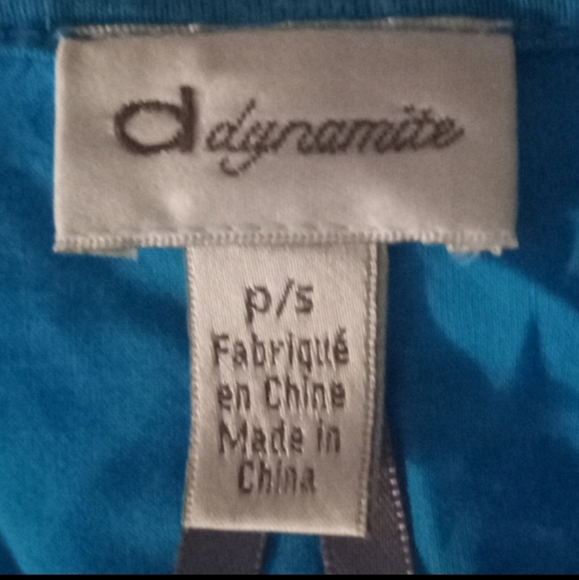 d dynamite
p/s
Fabriqué
en Chine
Made in
China